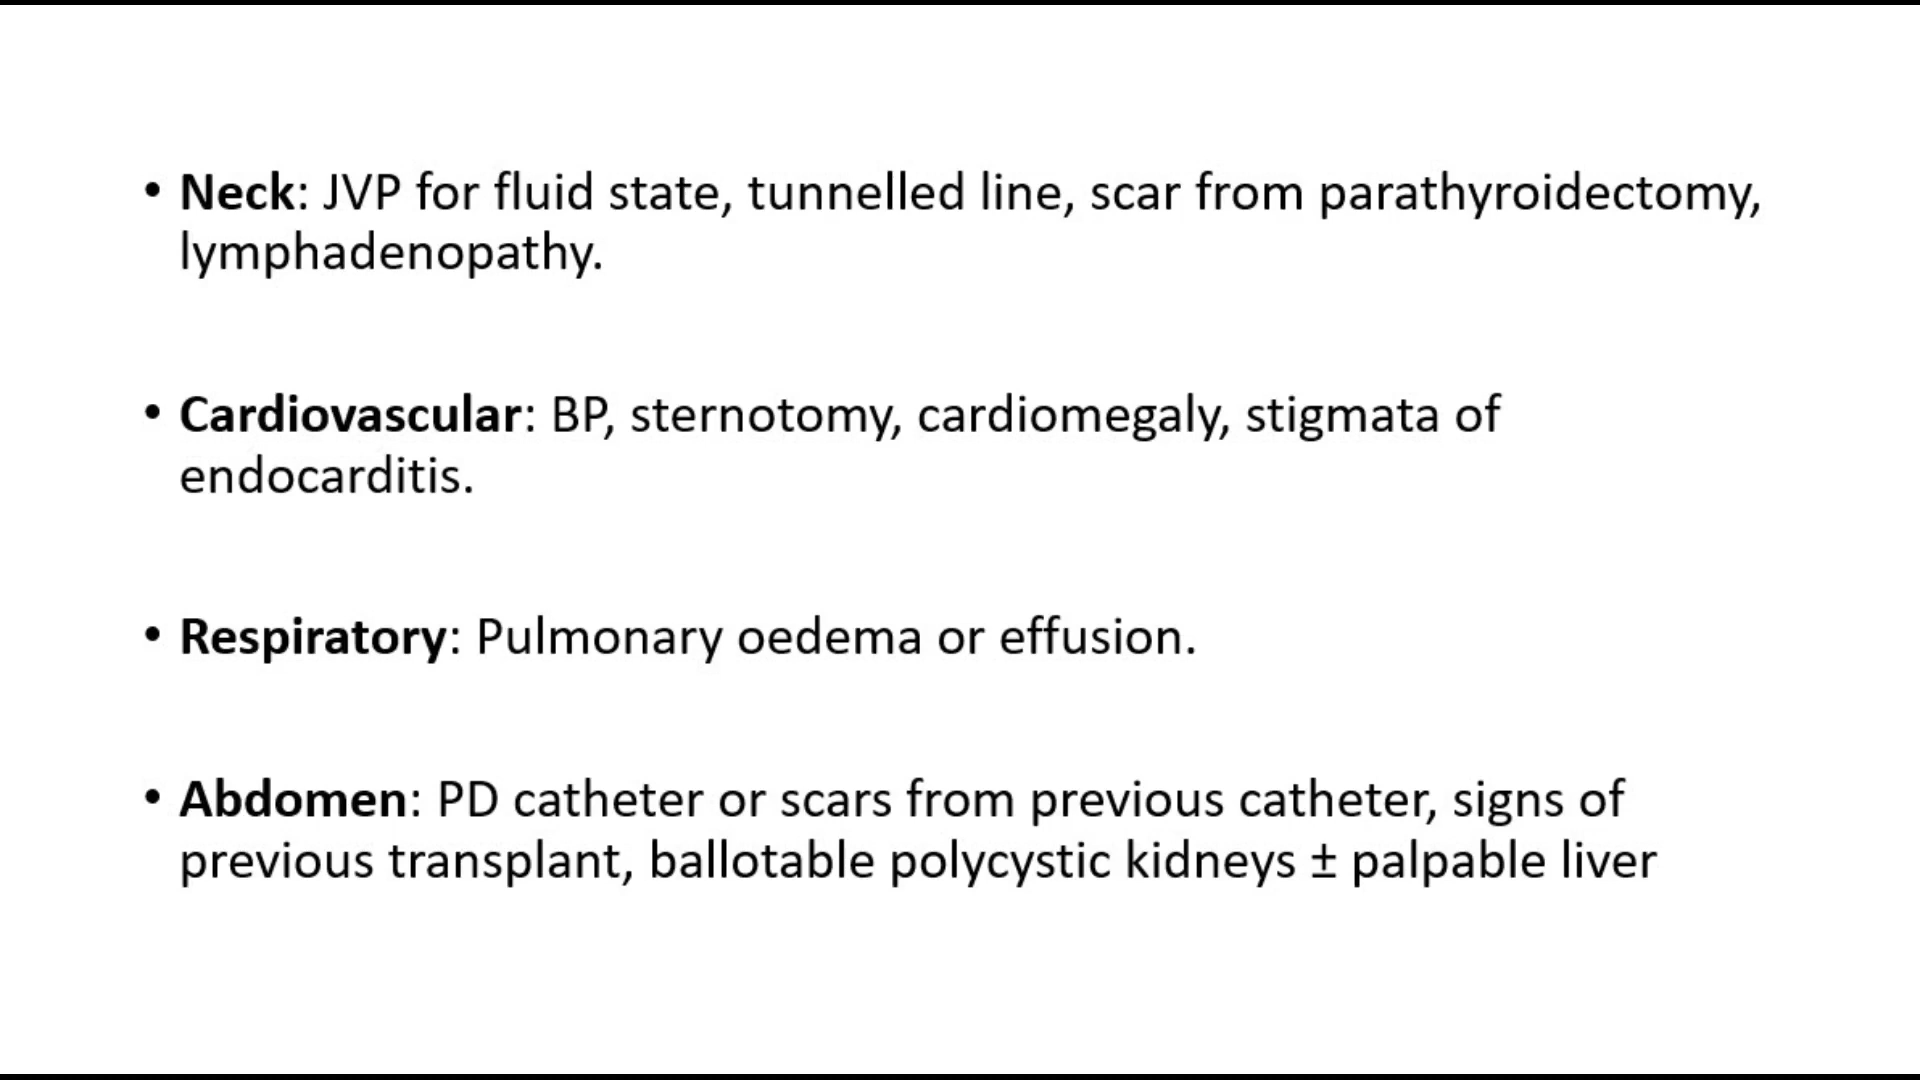 • Neck: JVP for fluid state, tunnelled line, scar from parathyroidectomy,
lymphadenopathy.
• Cardiovascular: BP, sternotomy, cardiomegaly, stigmata of
endocarditis.
• Respiratory: Pulmonary oedema or effusion.
• Abdomen: PD catheter or scars from previous catheter, signs of
previous transplant, ballotable polycystic kidneys ± palpable liver